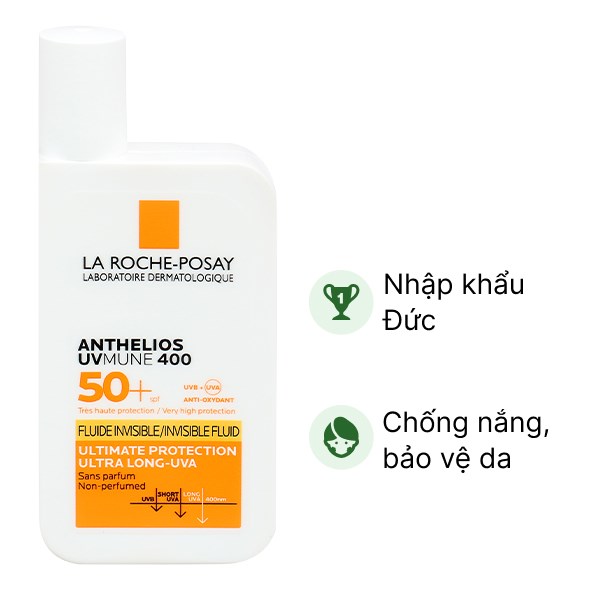 LA ROCHE-POSAY
LABORATOIRE DERMATOLOGIQUE
ANTHELIOS
UVMUNE 400
50+ spf
UVB + UVA
ANTI-OXYDANT
Très haute protection / Very high protection
FLUIDE INVISIBLE/INVISIBLE FLUID
ULTIMATE PROTECTION
ULTRA LONG-UVA
Sans parfum
Non-perfumed
UVB
SHORT
UVA
LONG
UVA
400nm
1
Nhập khẩu
Đức
Chống nắng,
bảo vệ da